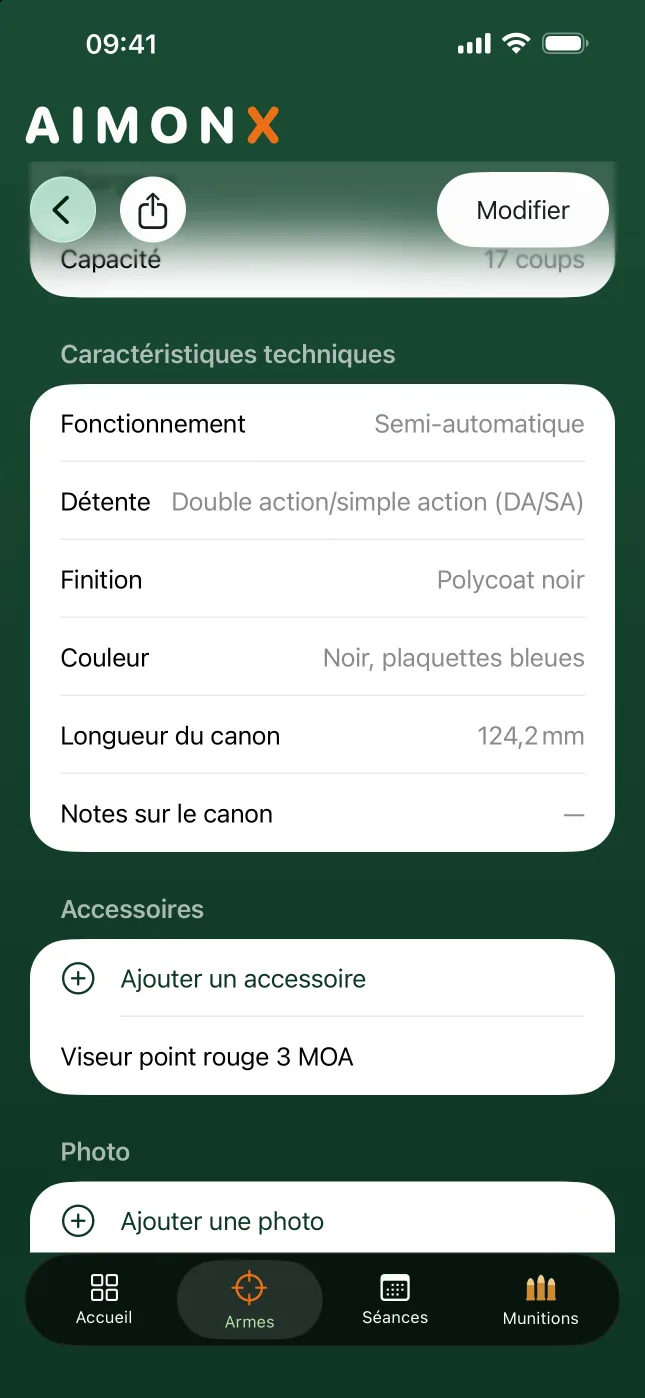 09:41
AIMONX
Modifier
Capacité 17 coups
Caractéristiques techniques
Fonctionnement Semi-automatique
Détente Double action/simple action (DA/SA)
Finition Polycoat noir
Couleur Noir, plaquettes bleues
Longueur du canon 124,2 mm
Notes sur le canon —
Accessoires
Ajouter un accessoire
Viseur point rouge 3 MOA
Photo
Ajouter une photo
Accueil Armes Séances Munitions